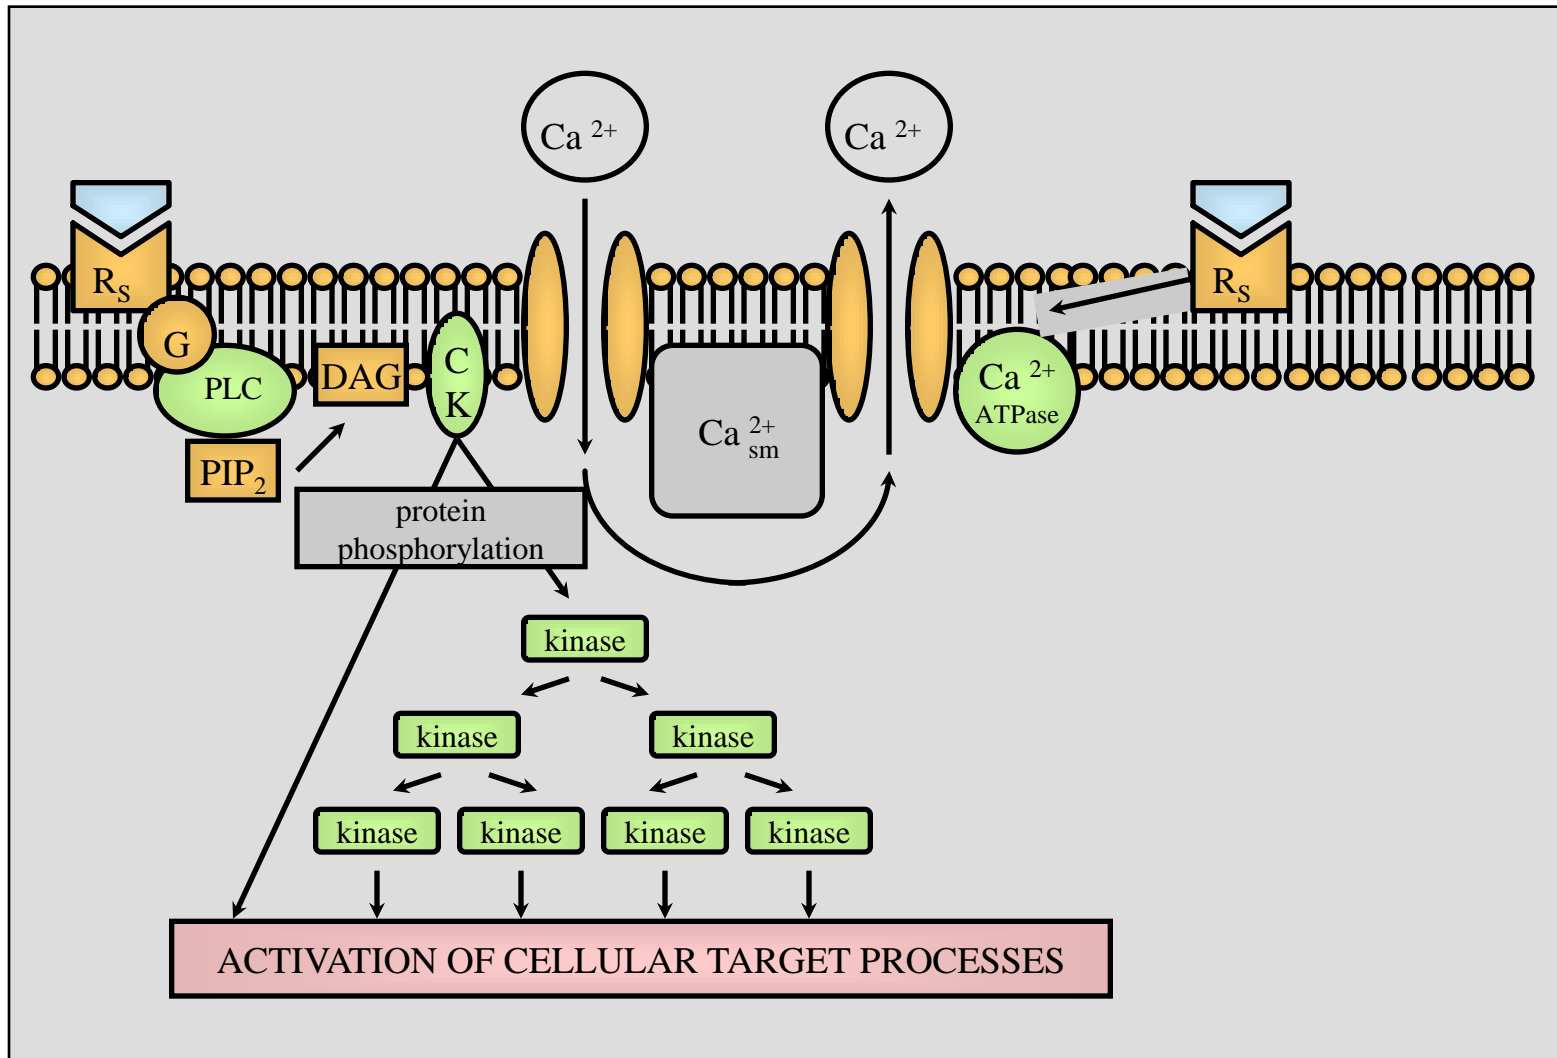 Ca 2+
Ca 2+
RS
RS
G
PLC
DAG
C
K
Ca 2+
ATPase
Ca 2+
sm
PIP2
protein
phosphorylation
kinase
kinase
kinase
kinase
kinase
kinase
kinase
ACTIVATION OF CELLULAR TARGET PROCESSES